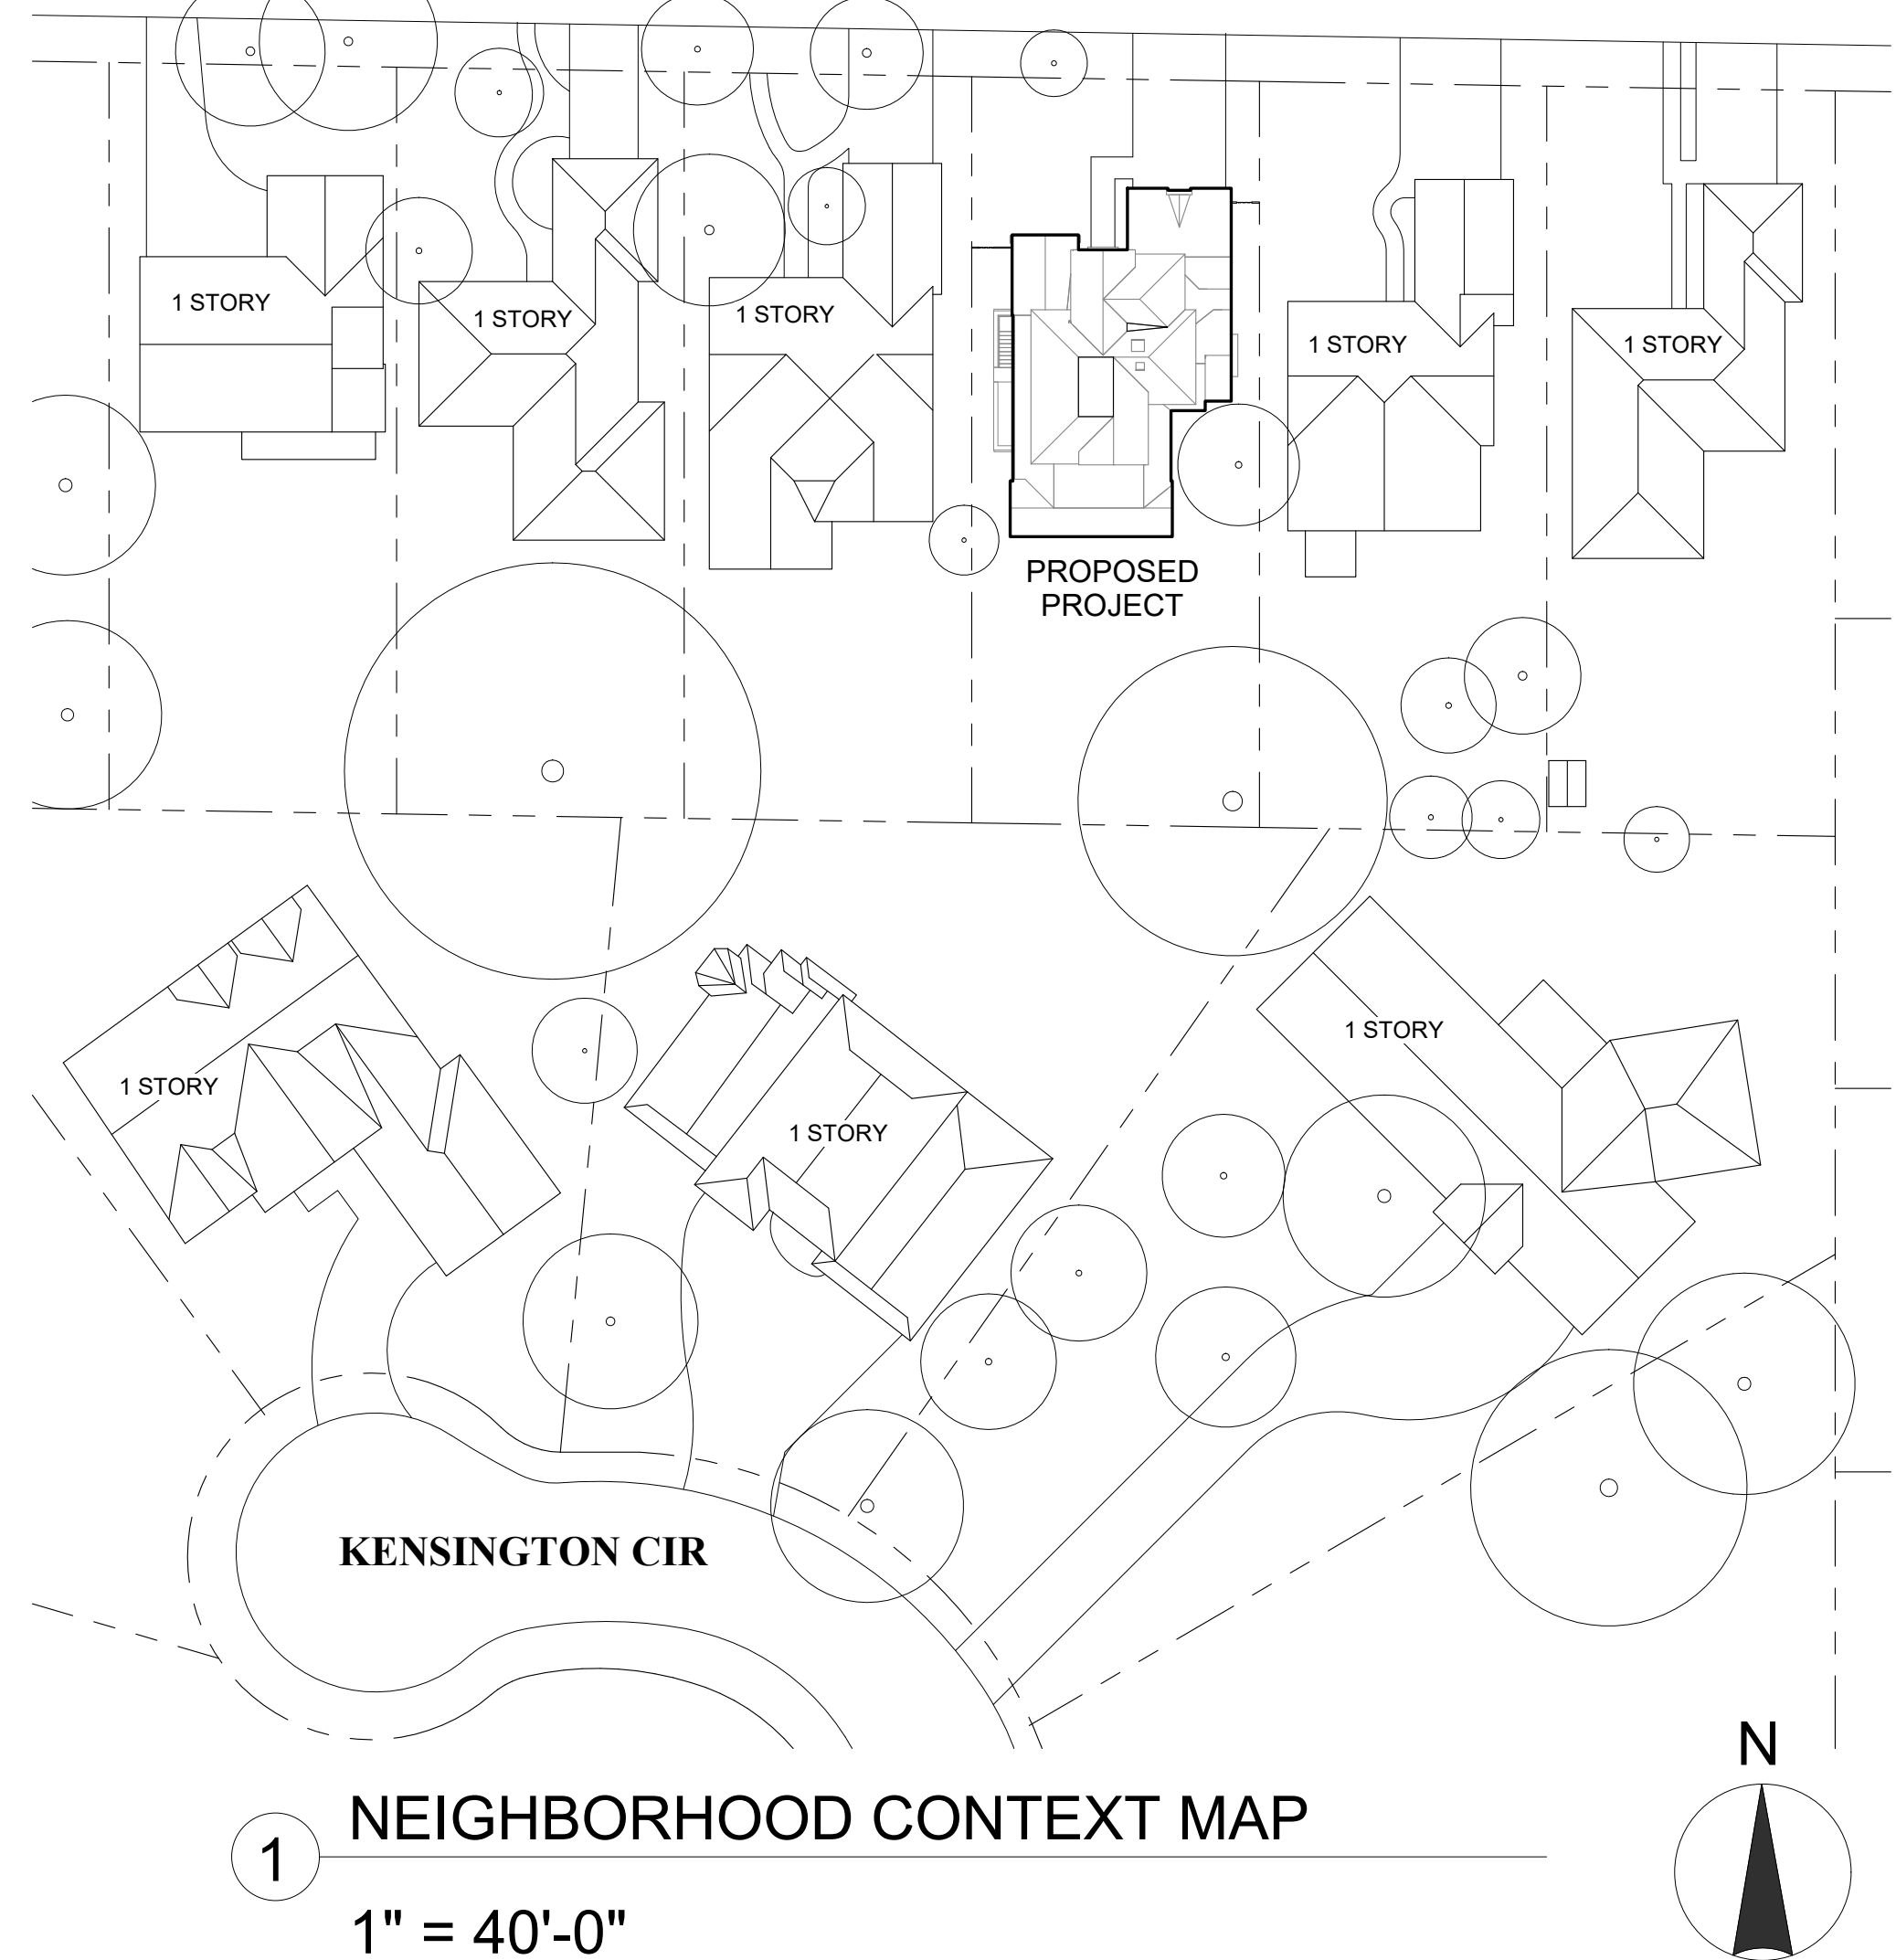 1 STORY
1 STORY
1 STORY
1 STORY
1 STORY
PROPOSED
PROJECT
1 STORY
1 STORY
1 STORY
KENSINGTON CIR
N
1
NEIGHBORHOOD CONTEXT MAP
1" = 40'-0"